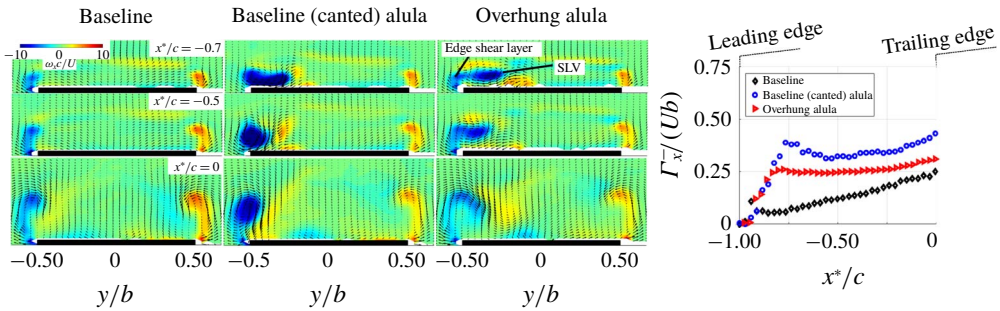 Baseline
Baseline (canted) alula
Overhung alula
−10 0 10
ω_x c/U
x*/c = −0.7
Edge shear layer
SLV
x*/c = −0.5
x*/c = 0
−0.50 0 0.50
−0.5 0 0.50
−0.50 0 0.50
y/b
y/b
y/b
Leading edge
Trailing edge
0.75
0.50
0.25
0
Γ_x^−/(Ub)
Baseline
Baseline (canted) alula
Overhung alula
−1.00 −0.50 0
x*/c